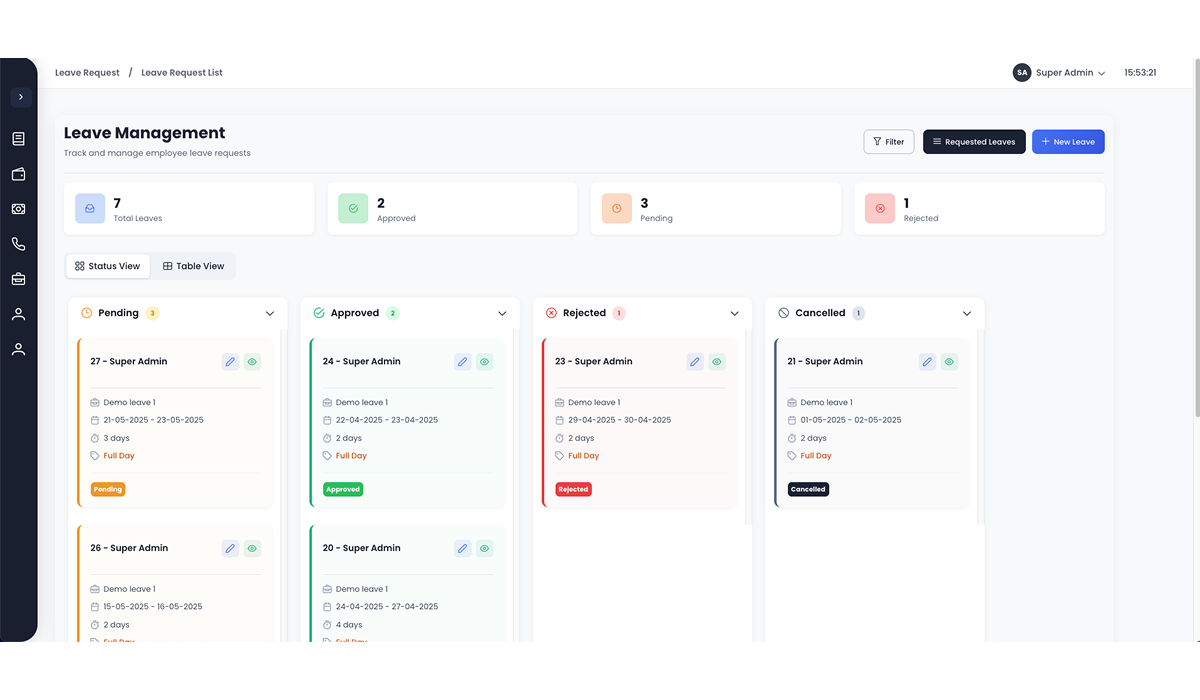 Leave Request / Leave Request List
SA Super Admin 15:53:21
Leave Management
Track and manage employee leave requests
Filter
Requested Leaves
New Leave
7
Total Leaves
2
Approved
3
Pending
1
Rejected
Status View
Table View
Pending 3
27 - Super Admin
Demo leave 1
21-05-2025 - 23-05-2025
3 days
Full Day
Pending
26 - Super Admin
Demo leave 1
15-05-2025 - 16-05-2025
2 days
Full Day
Approved 2
24 - Super Admin
Demo leave 1
22-04-2025 - 23-04-2025
2 days
Full Day
Approved
20 - Super Admin
Demo leave 1
24-04-2025 - 27-04-2025
4 days
Full Day
Rejected 1
23 - Super Admin
Demo leave 1
29-04-2025 - 30-04-2025
2 days
Full Day
Rejected
Cancelled 1
21 - Super Admin
Demo leave 1
01-05-2025 - 02-05-2025
2 days
Full Day
Cancelled